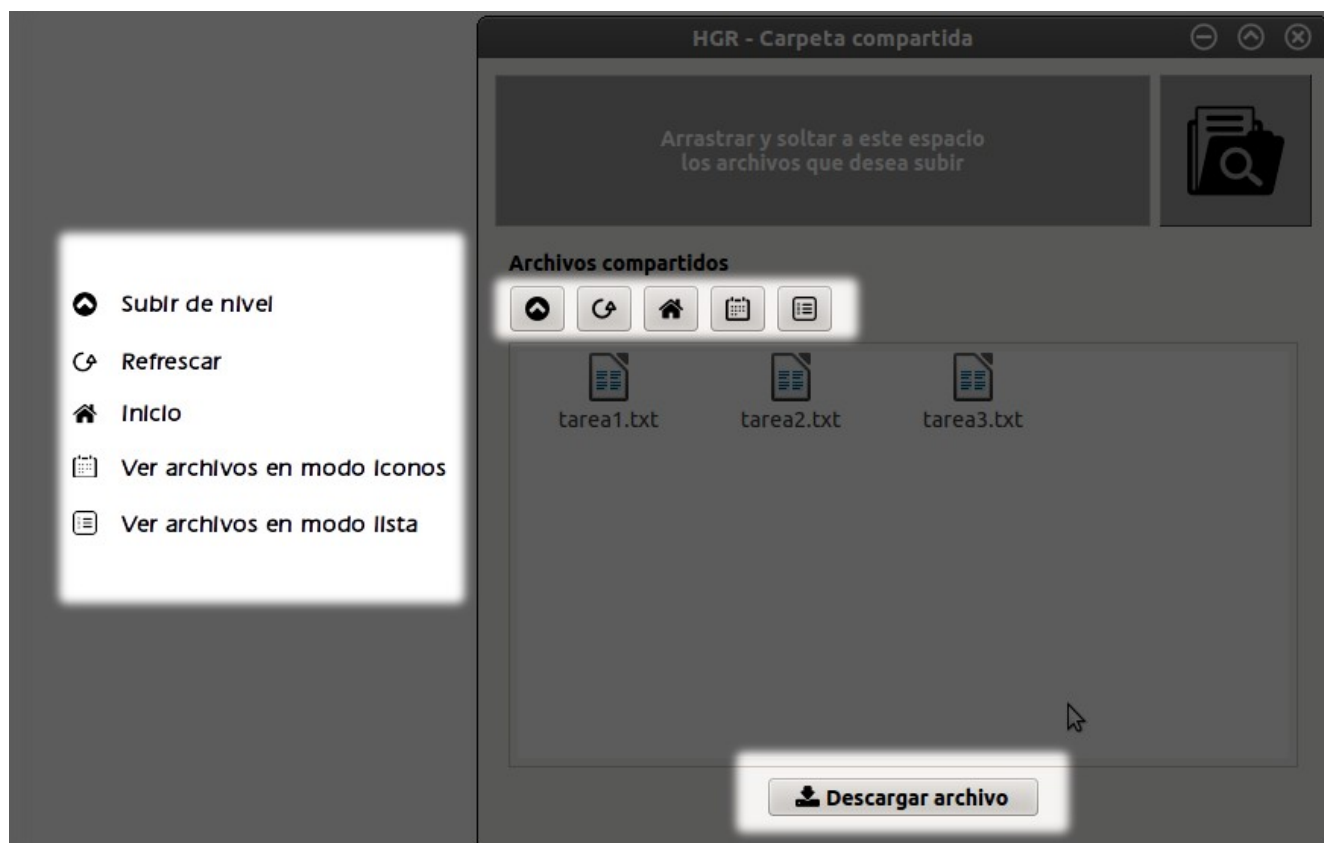 HGR - Carpeta compartida
Arrastrar y soltar a este espacio
los archivos que desea subir
Subir de nivel
Refrescar
Inicio
Ver archivos en modo iconos
Ver archivos en modo lista
Archivos compartidos
tarea1.txt
tarea2.txt
tarea3.txt
Descargar archivo